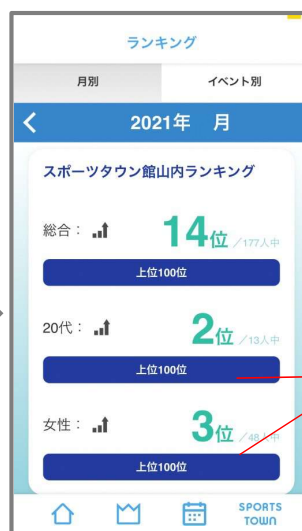 ランキング
月別 イベント別
2021年 月
スポーツタウン館山内ランキング
総合： 14位 ／177人中
上位100位
20代： 2位 ／13人中
上位100位
女性： 3位 ／48人中
上位100位
SPORTS
TOWN